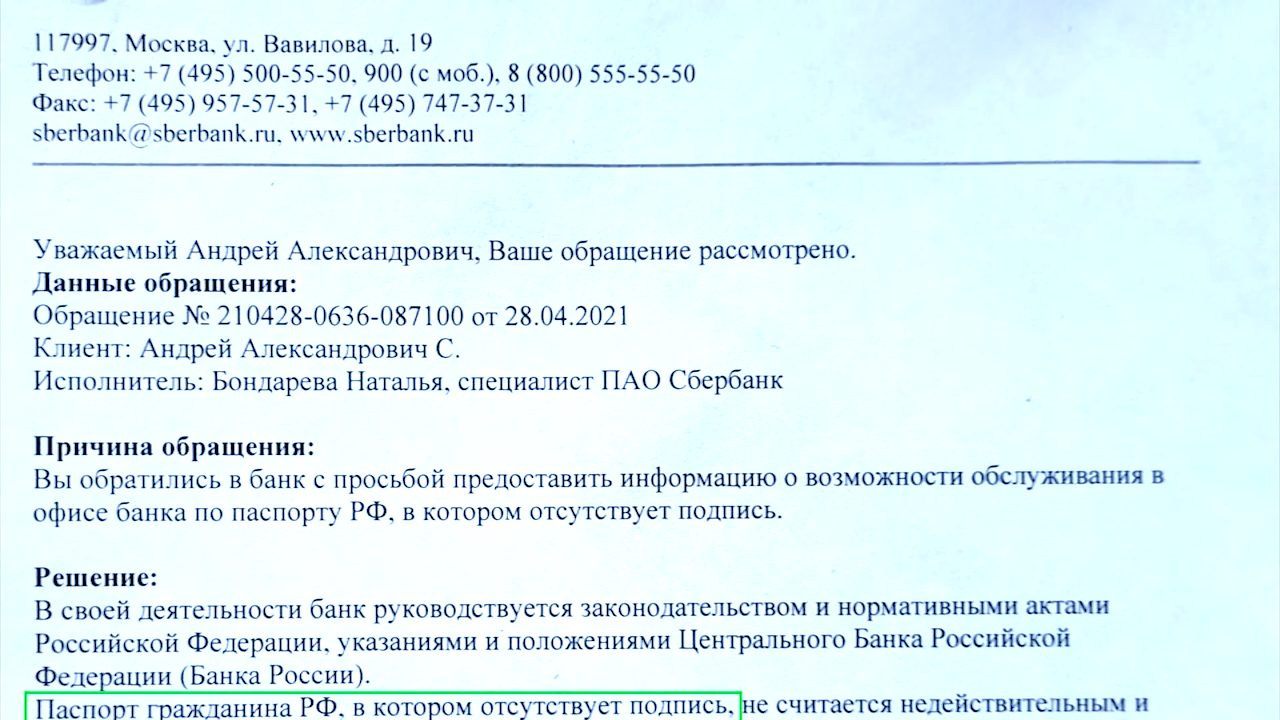 117997, Москва, ул. Вавилова, д. 19
Телефон: +7 (495) 500-55-50, 900 (с моб.), 8 (800) 555-55-50
Факс: +7 (495) 957-57-31, +7 (495) 747-37-31
sberbank@sberbank.ru, www.sberbank.ru
Уважаемый Андрей Александрович, Ваше обращение рассмотрено.
Данные обращения:
Обращение № 210428-0636-087100 от 28.04.2021
Клиент: Андрей Александрович С.
Исполнитель: Бондарева Наталья, специалист ПАО Сбербанк
Причина обращения:
Вы обратились в банк с просьбой предоставить информацию о возможности обслуживания в
офисе банка по паспорту РФ, в котором отсутствует подпись.
Решение:
В своей деятельности банк руководствуется законодательством и нормативными актами
Российской Федерации, указаниями и положениями Центрального Банка Российской
Федерации (Банка России).
Паспорт гражданина РФ, в котором отсутствует подпись, не считается недействительным и